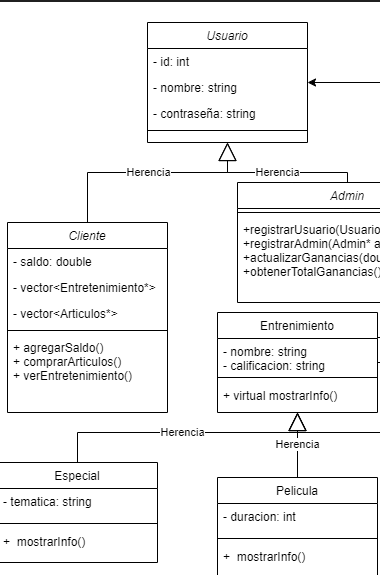 Usuario
- id: int
- nombre: string
- contraseña: string
Herencia
Herencia
Admin
+registrarUsuario(Usuario
+registrarAdmin(Admin* a
+actualizarGanancias(dou
+obtenerTotalGanancias()
Cliente
- saldo: double
- vector<Entretenimiento*>
- vector<Articulos*>
+ agregarSaldo()
+ comprarArticulos()
+ verEntretenimiento()
Entrenimiento
- nombre: string
- calificacion: string
+ virtual mostrarInfo()
Herencia
Herencia
Especial
- tematica: string
+ mostrarInfo()
Pelicula
- duracion: int
+ mostrarInfo()